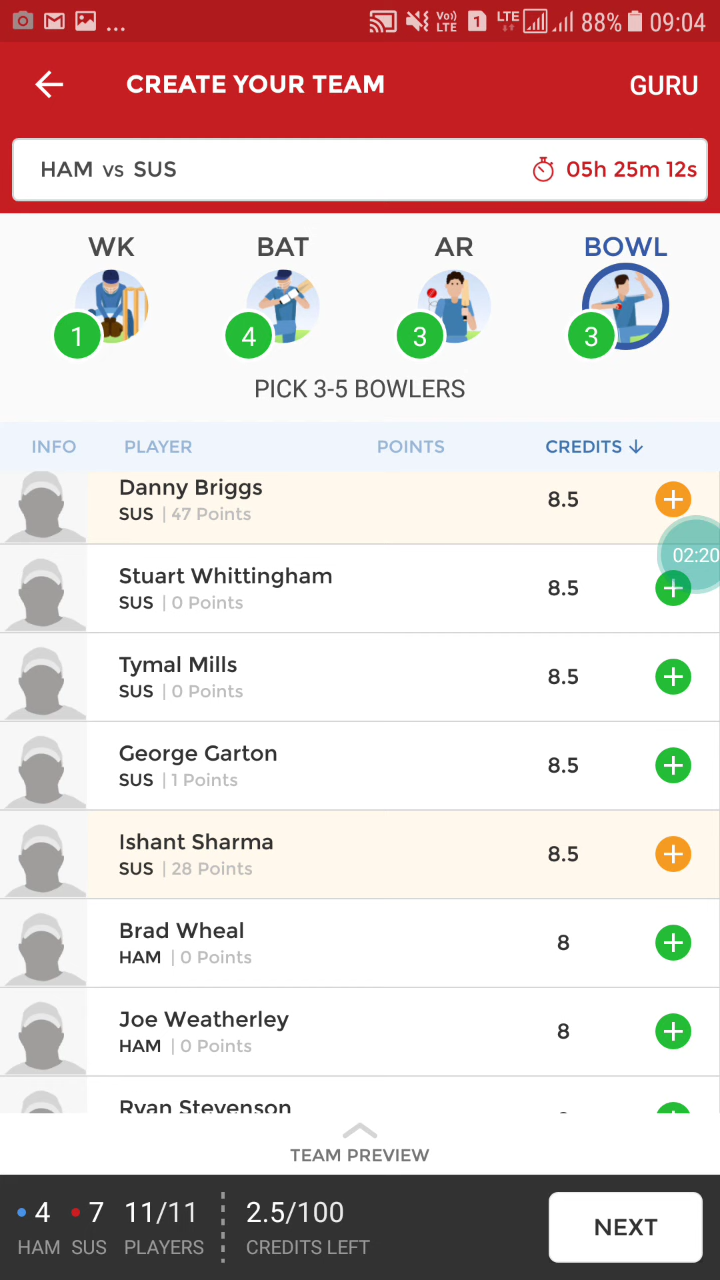 ... Vo) LTE 1 LTE 88% 09:04
CREATE YOUR TEAM GURU
HAM vs SUS 05h 25m 12s
WK BAT AR BOWL
1 4 3 3
PICK 3-5 BOWLERS
INFO PLAYER POINTS CREDITS ↓
Danny Briggs
SUS | 47 Points 8.5 +
02:20
Stuart Whittingham
SUS | 0 Points 8.5 +
Tymal Mills
SUS | 0 Points 8.5 +
George Garton
SUS | 1 Points 8.5 +
Ishant Sharma
SUS | 28 Points 8.5 +
Brad Wheal
HAM | 0 Points 8 +
Joe Weatherley
HAM | 0 Points 8 +
Ryan Stevenson
TEAM PREVIEW
4 7 11/11 2.5/100 NEXT
HAM SUS PLAYERS CREDITS LEFT